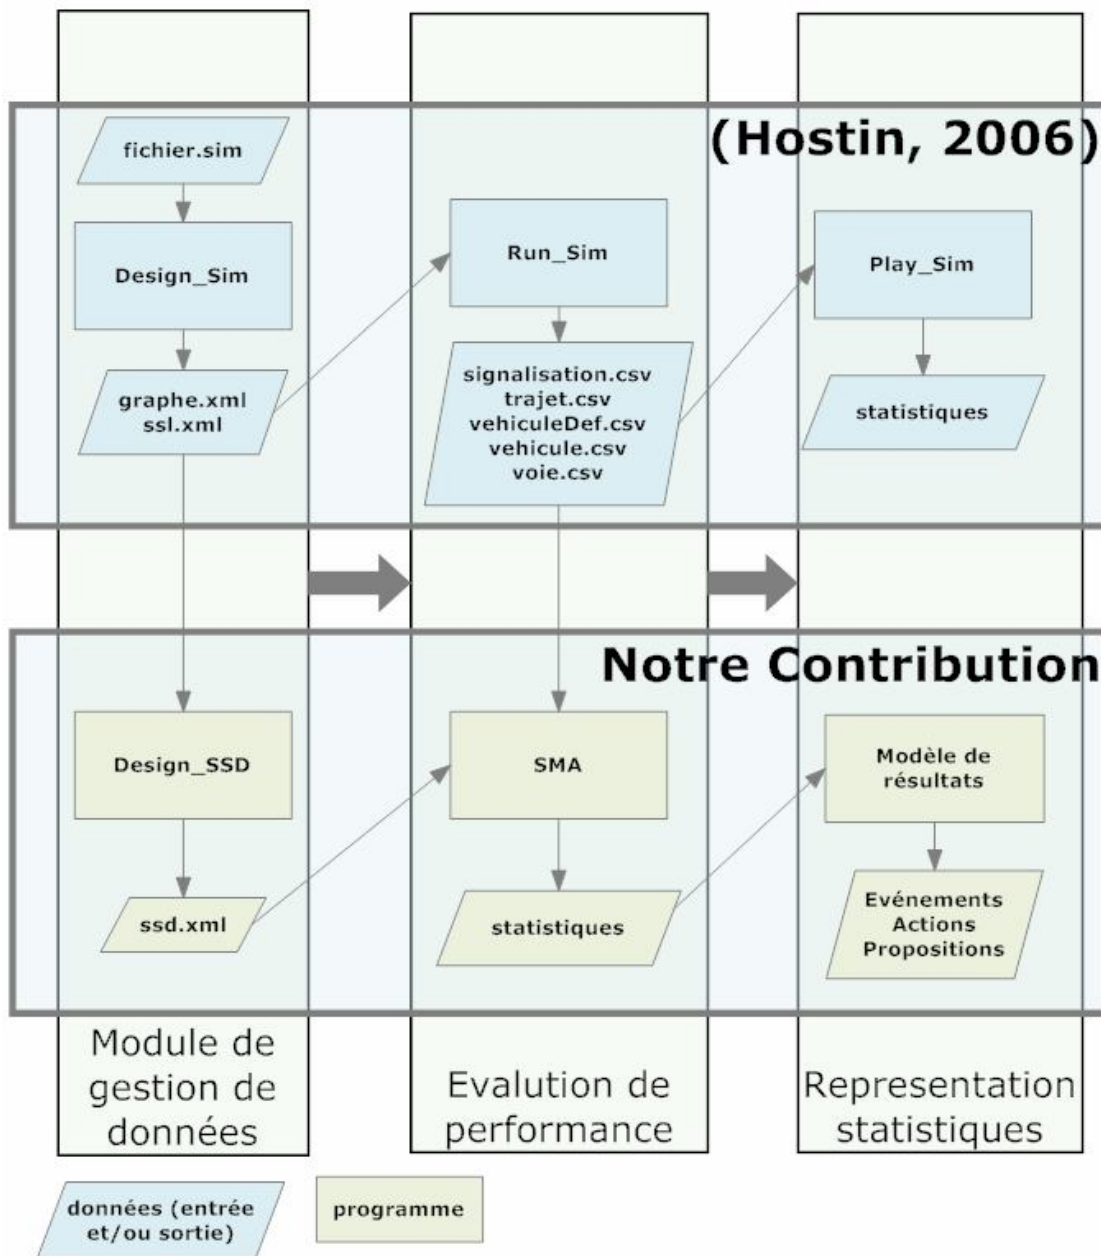 (Hostin, 2006)
fichier.sim
Design_Sim
graphe.xml
ssl.xml
Run_Sim
signalisation.csv
trajet.csv
vehiculeDef.csv
vehicule.csv
voie.csv
Play_Sim
statistiques
Notre Contribution
Design_SSD
ssd.xml
SMA
statistiques
Modèle de
résultats
Evénements
Actions
Propositions
Module de
gestion de
données
Evalution de
performance
Representation
statistiques
données (entrée
et/ou sortie)
programme